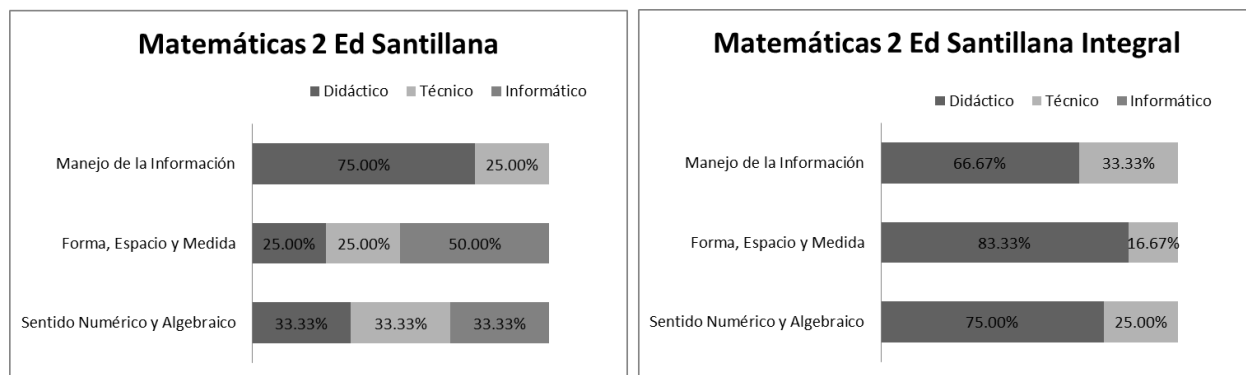 Matemáticas 2 Ed Santillana
Didáctico Técnico Informático
Manejo de la Información 75.00% 25.00%
Forma, Espacio y Medida 25.00% 25.00% 50.00%
Sentido Numérico y Algebraico 33.33% 33.33% 33.33%
Matemáticas 2 Ed Santillana Integral
Didáctico Técnico Informático
Manejo de la Información 66.67% 33.33%
Forma, Espacio y Medida 83.33% 16.67%
Sentido Numérico y Algebraico 75.00% 25.00%